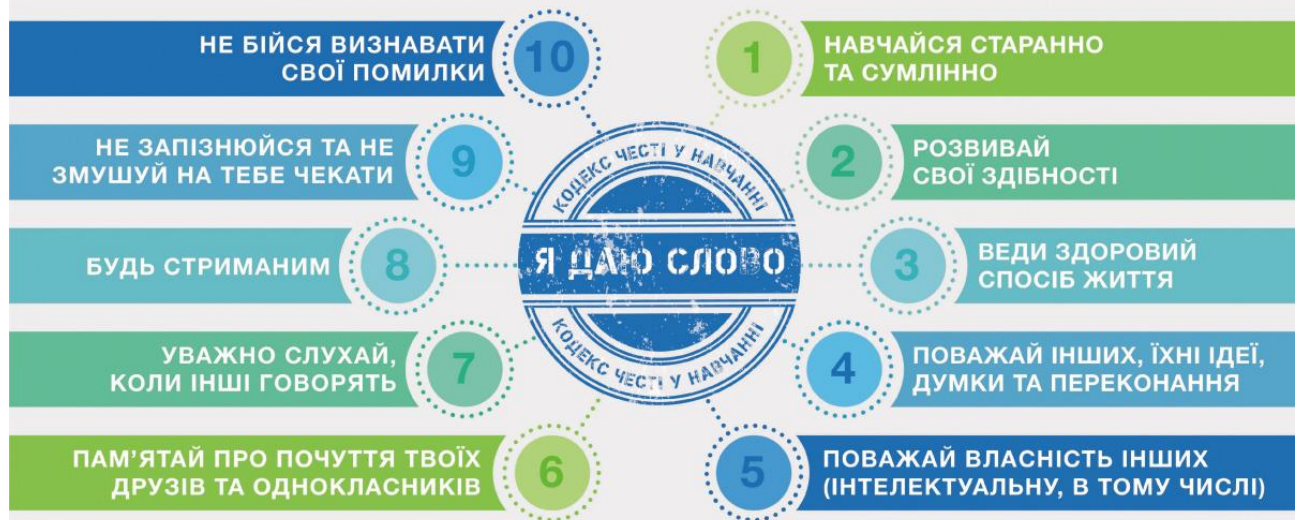 КОДЕКС ЧЕСТІ У НАВЧАННІ
Я ДАЮ СЛОВО
КОДЕКС ЧЕСТІ У НАВЧАННІ
1
НАВЧАЙСЯ СТАРАННО
ТА СУМЛІННО
2
РОЗВИВАЙ
СВОЇ ЗДІБНОСТІ
3
ВЕДИ ЗДОРОВИЙ
СПОСІБ ЖИТТЯ
4
ПОВАЖАЙ ІНШИХ, ЇХНІ ІДЕЇ,
ДУМКИ ТА ПЕРЕКОНАННЯ
5
ПОВАЖАЙ ВЛАСНІСТЬ ІНШИХ
(ІНТЕЛЕКТУАЛЬНУ, В ТОМУ ЧИСЛІ)
6
ПАМ’ЯТАЙ ПРО ПОЧУТТЯ ТВОЇХ
ДРУЗІВ ТА ОДНОКЛАСНИКІВ
7
УВАЖНО СЛУХАЙ,
КОЛИ ІНШІ ГОВОРЯТЬ
8
БУДЬ СТРИМАНИМ
9
НЕ ЗАПІЗНЮЙСЯ ТА НЕ
ЗМУШУЙ НА ТЕБЕ ЧЕКАТИ
10
НЕ БІЙСЯ ВИЗНАВАТИ
СВОЇ ПОМИЛКИ